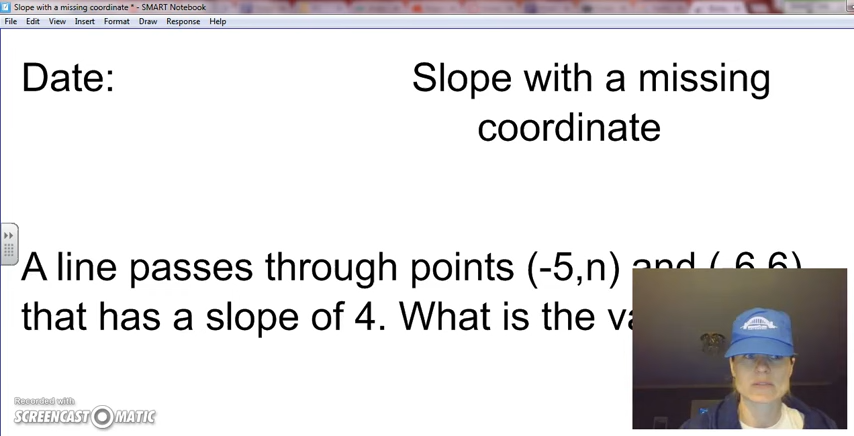 Slope with a missing coordinate * - SMART Notebook
File Edit View Insert Format Draw Response Help
Date:
Slope with a missing
coordinate
A line passes through points (-5,n) and (-6,6)
that has a slope of 4. What is the
Recorded with
SCREENCAST-O-MATIC